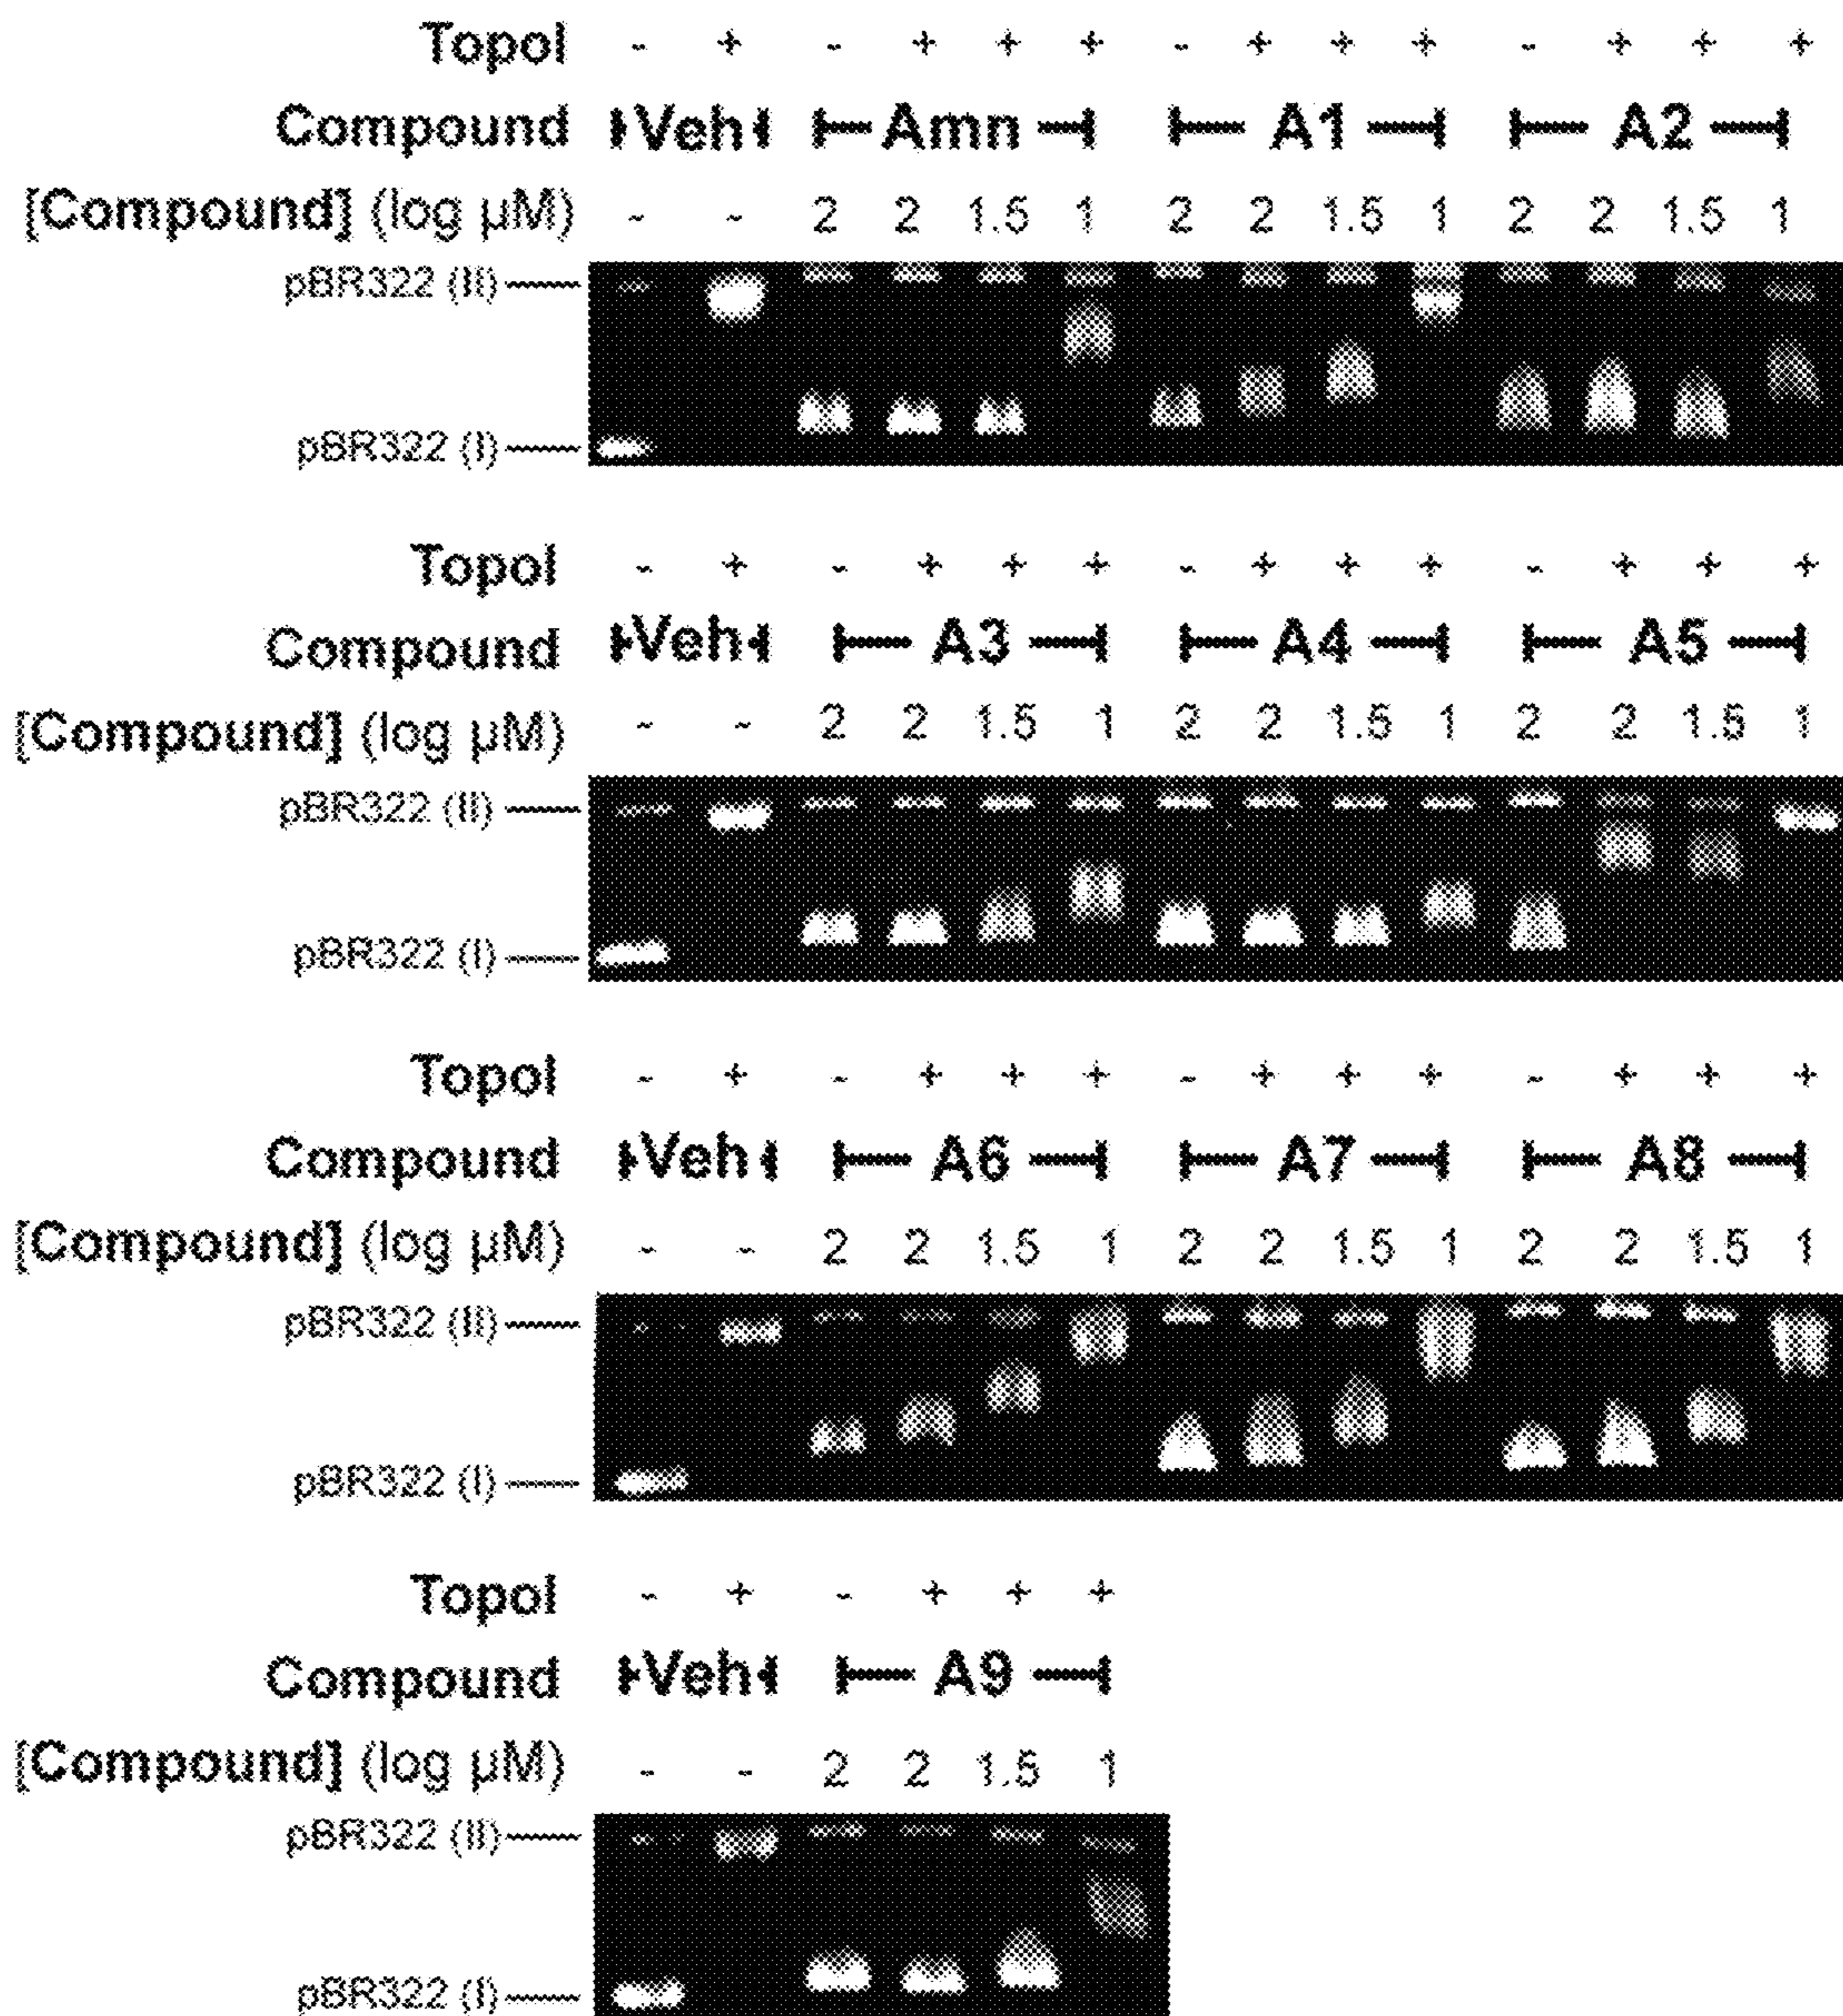 TopoI - + - + + + - + + + - + + +
Compound Veh Amn A1 A2
[Compound] (log µM) - - 2 2 1.5 1 2 2 1.5 1 2 2 1.5 1
pBR322 (II)
pBR322 (I)
TopoI - + - + + + - + + + - + + +
Compound Veh A3 A4 A5
[Compound] (log µM) - - 2 2 1.5 1 2 2 1.5 1 2 2 1.5 1
pBR322 (II)
pBR322 (I)
TopoI - + - + + + - + + + - + + +
Compound Veh A6 A7 A8
[Compound] (log µM) - - 2 2 1.5 1 2 2 1.5 1 2 2 1.5 1
pBR322 (II)
pBR322 (I)
TopoI - + - + + +
Compound Veh A9
[Compound] (log µM) - - 2 2 1.5 1
pBR322 (II)
pBR322 (I)